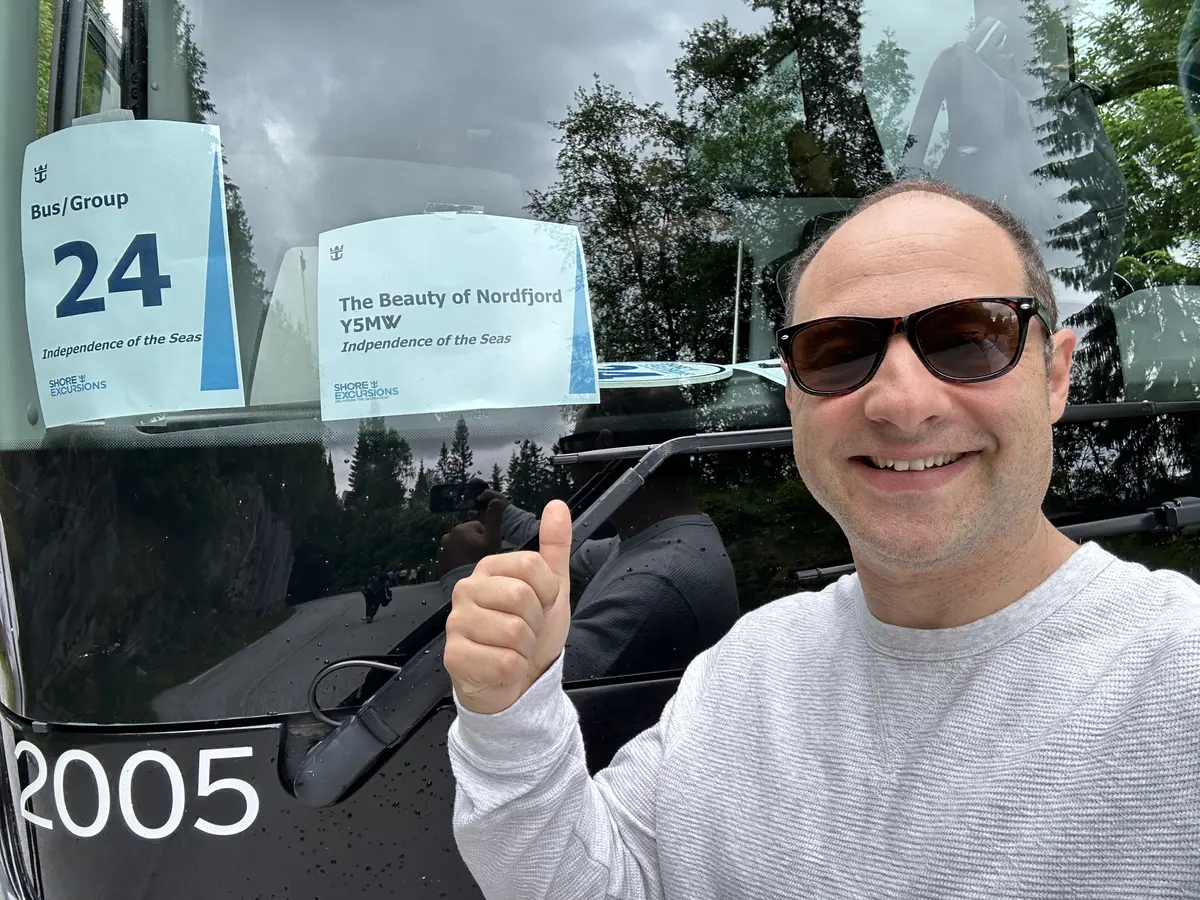 Bus/Group
24
Independence of the Seas
SHORE
EXCURSIONS
The Beauty of Nordfjord
Y5MW
Indpendence of the Seas
SHORE
EXCURSIONS
2005